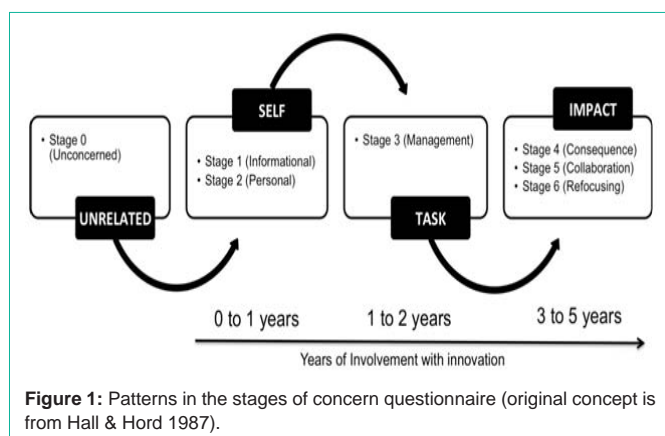 UNRELATED
• Stage 0
(Unconcerned)
SELF
• Stage 1 (Informational)
• Stage 2 (Personal)
TASK
• Stage 3 (Management)
IMPACT
• Stage 4 (Consequence)
• Stage 5 (Collaboration)
• Stage 6 (Refocusing)
0 to 1 years
1 to 2 years
3 to 5 years
Years of Involvement with innovation
Figure 1: Patterns in the stages of concern questionnaire (original concept is
from Hall & Hord 1987).